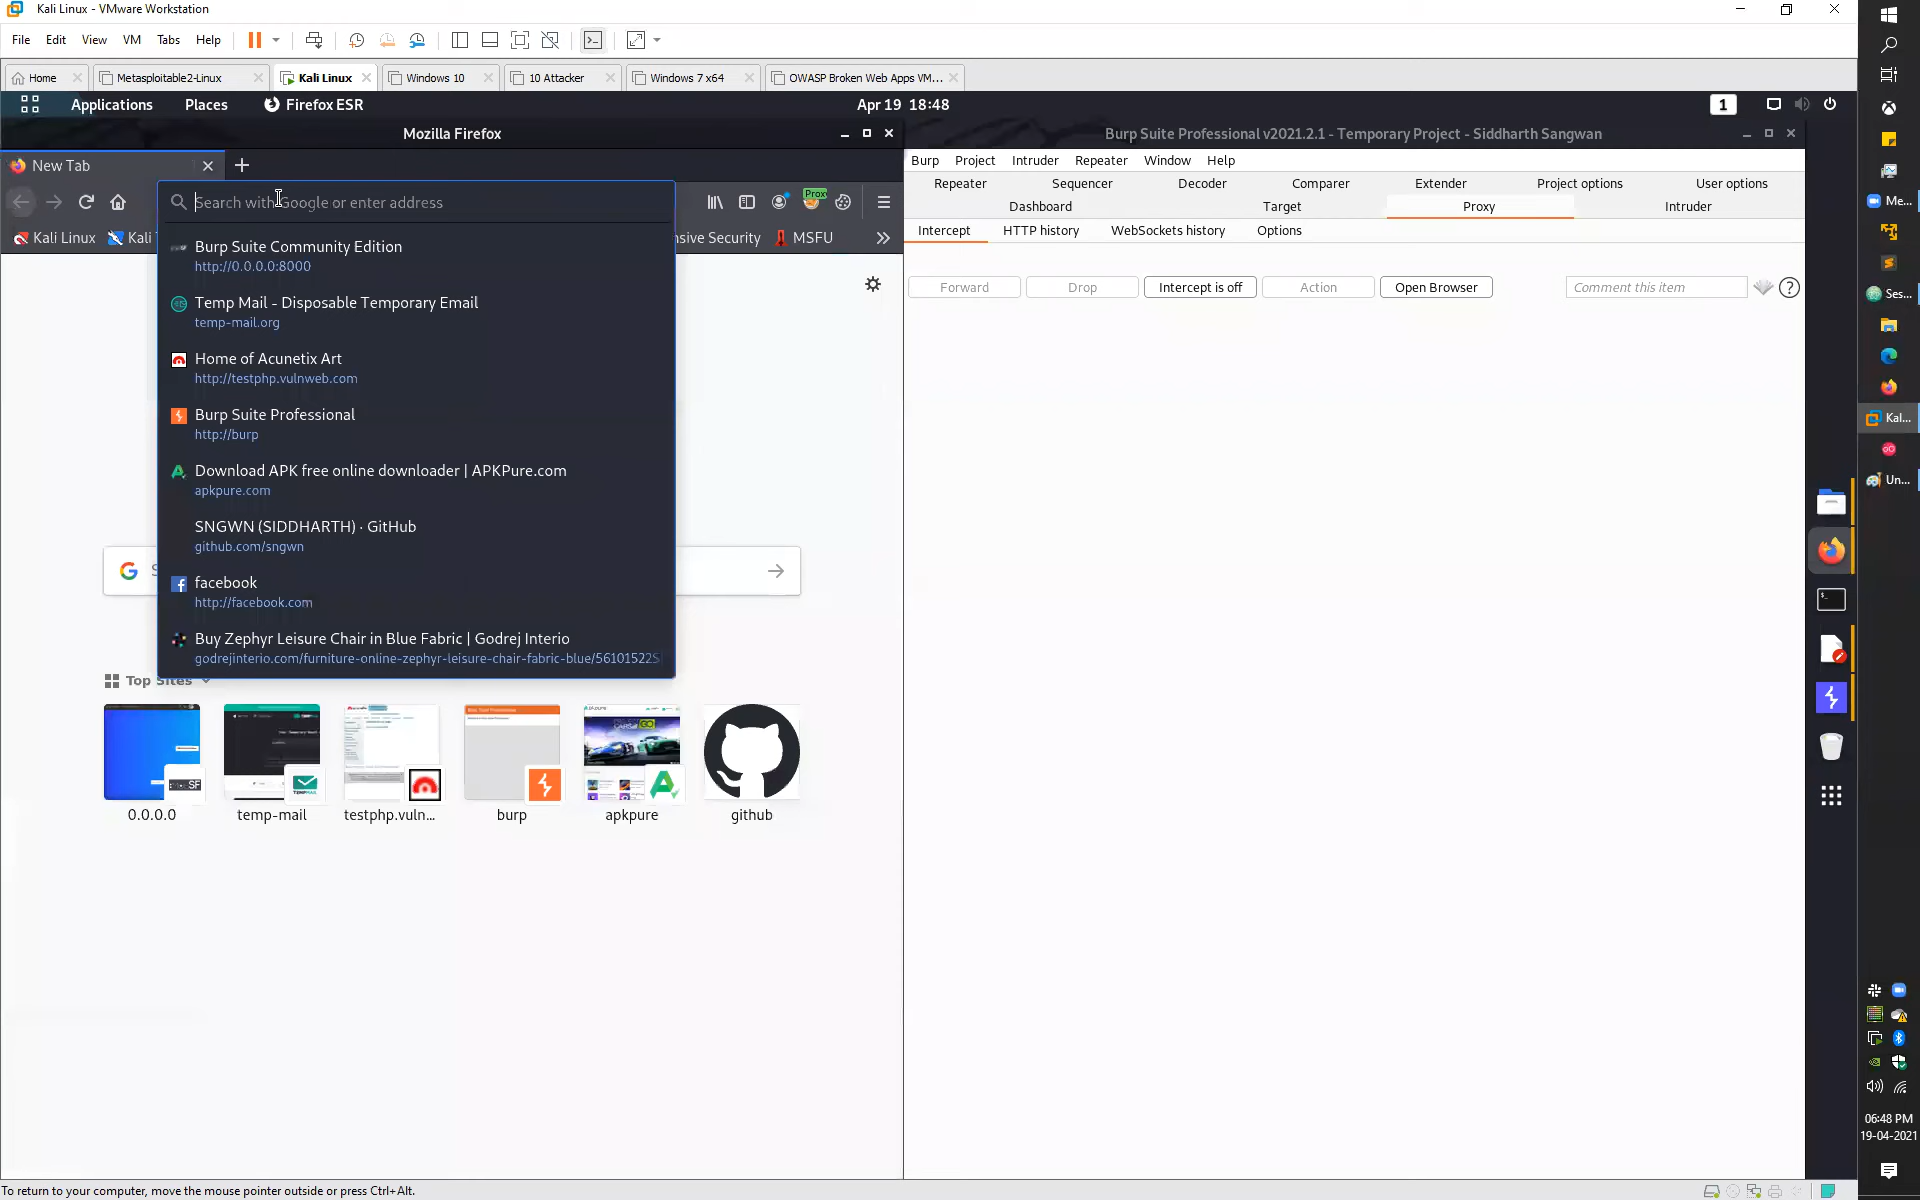 Kali Linux - VMware Workstation
File Edit View VM Tabs Help
Home Metasploitable2-Linux Kali Linux Windows 10 10 Attacker Windows 7 x64 OWASP Broken Web Apps VM...
Applications Places Firefox ESR Apr 19 18:48 1
Mozilla Firefox
New Tab
Search with Google or enter address
Prox
Kali Linux Kali nsive Security MSFU
Burp Suite Community Edition
http://0.0.0.0:8000
Temp Mail - Disposable Temporary Email
temp-mail.org
Home of Acunetix Art
http://testphp.vulnweb.com
Burp Suite Professional
http://burp
Download APK free online downloader | APKPure.com
apkpure.com
SNGWN (SIDDHARTH) · GitHub
github.com/sngwn
facebook
http://facebook.com
Buy Zephyr Leisure Chair in Blue Fabric | Godrej Interio
godrejinterio.com/furniture-online-zephyr-leisure-chair-fabric-blue/56101522S
Top Sites
0.0.0.0 temp-mail testphp.vuln... burp apkpure github
Burp Suite Professional v2021.2.1 - Temporary Project - Siddharth Sangwan
Burp Project Intruder Repeater Window Help
Repeater Sequencer Decoder Comparer Extender Project options User options
Dashboard Target Proxy Intruder
Intercept HTTP history WebSockets history Options
Forward Drop Intercept is off Action Open Browser Comment this item ?
Me...
Ses...
Kal...
Un...
06:48 PM
19-04-2021
To return to your computer, move the mouse pointer outside or press Ctrl+Alt.